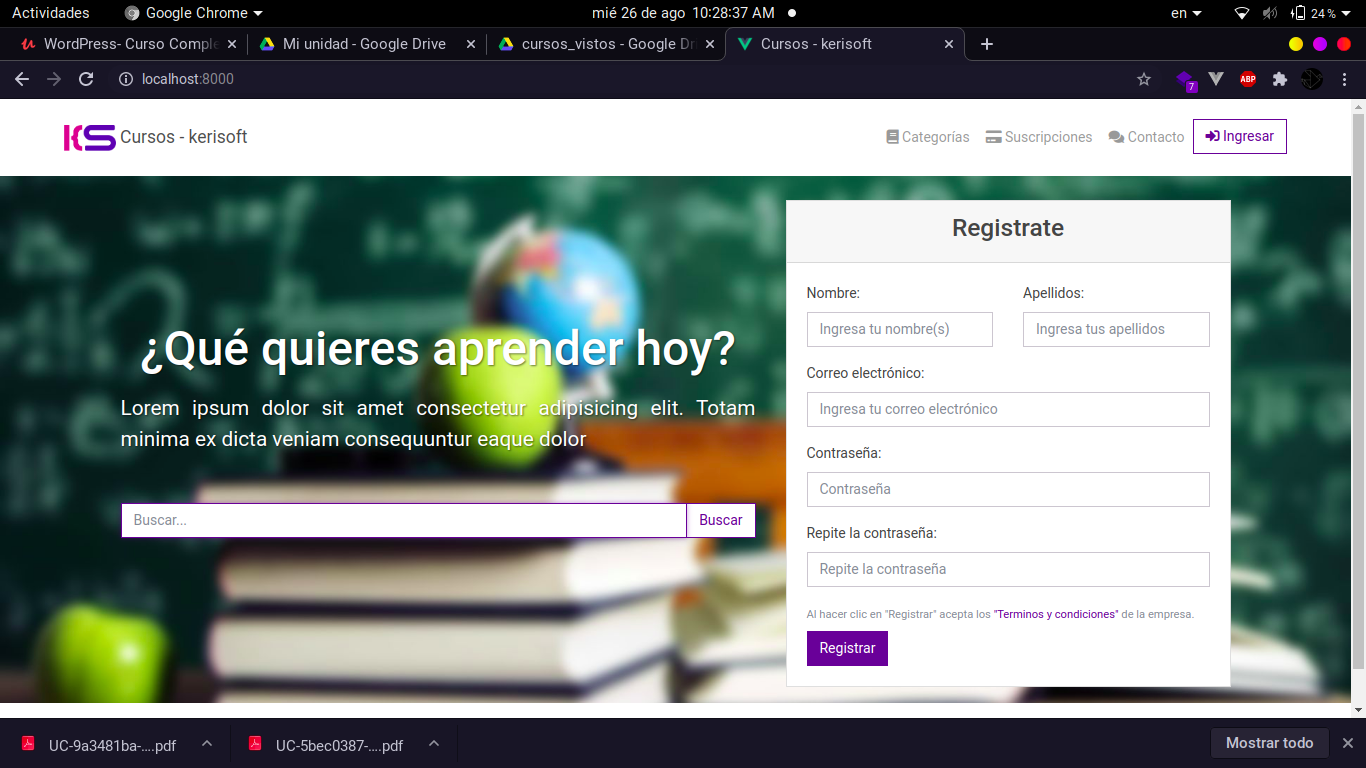 Actividades Google Chrome mié 26 de ago 10:28:37 AM en 24 %
WordPress- Curso Comple Mi unidad - Google Drive cursos_vistos - Google Dri Cursos - kerisoft
localhost:8000 7 ABP
KS Cursos - kerisoft Categorías Suscripciones Contacto Ingresar
Registrate
Nombre: Apellidos:
Ingresa tu nombre(s) Ingresa tus apellidos
¿Qué quieres aprender hoy?
Lorem ipsum dolor sit amet consectetur adipisicing elit. Totam
minima ex dicta veniam consequuntur eaque dolor
Buscar... Buscar
Correo electrónico:
Ingresa tu correo electrónico
Contraseña:
Contraseña
Repite la contraseña:
Repite la contraseña
Al hacer clic en "Registrar" acepta los "Terminos y condiciones" de la empresa.
Registrar
UC-9a3481ba-....pdf UC-5bec0387-....pdf Mostrar todo